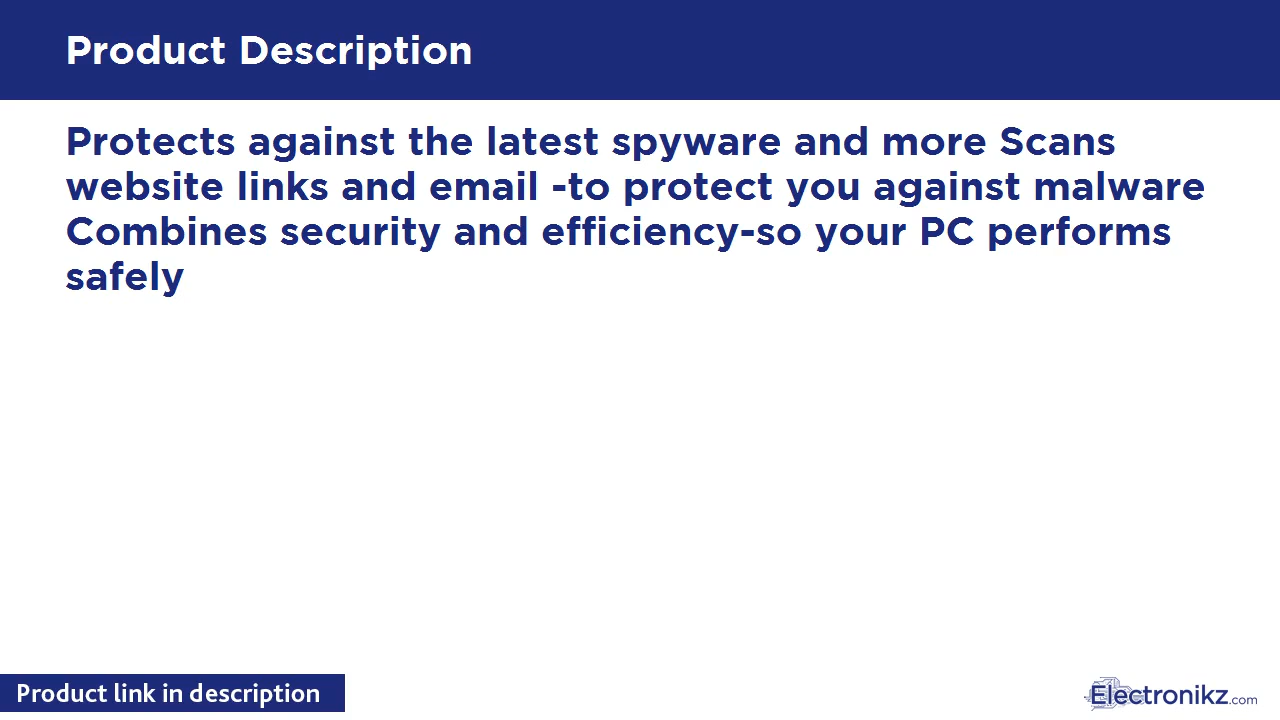 Product Description
Protects against the latest spyware and more Scans
website links and email -to protect you against malware
Combines security and efficiency-so your PC performs
safely
Product link in description
Electronikz.com